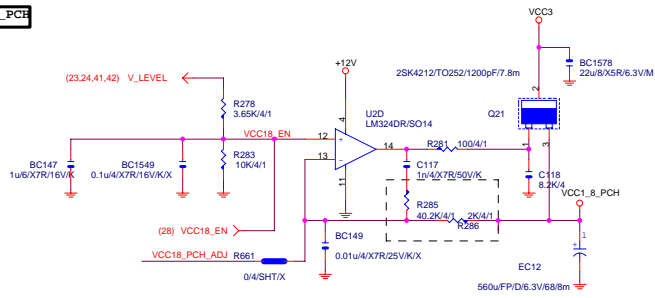 _PCH
VCC3
BC1578
22u/8/X5R/6.3V/M
+12V
2SK4212/TO252/1200pF/7.8m
(23,24,41,42) V_LEVEL
R278
3.65K/4/1
U2D
LM324DR/SO14
Q21
2
4
VCC18_EN
12
13
14
R281 100/4/1
1
3
BC147
1u/6/X7R/16V/K
BC1549
0.1u/4/X7R/16V/K/X
R283
10K/4/1
11
C117
1n/4/X7R/50V/K
C118
8.2K/4
VCC1_8_PCH
R285
40.2K/4/1
2K/4/1
R286
(28) VCC18_EN
BC149
0.01u/4/X7R/25V/K/X
1
VCC18_PCH_ADJ R661
0/4/SHT/X
EC12
560u/FP/D/6.3V/68/8m